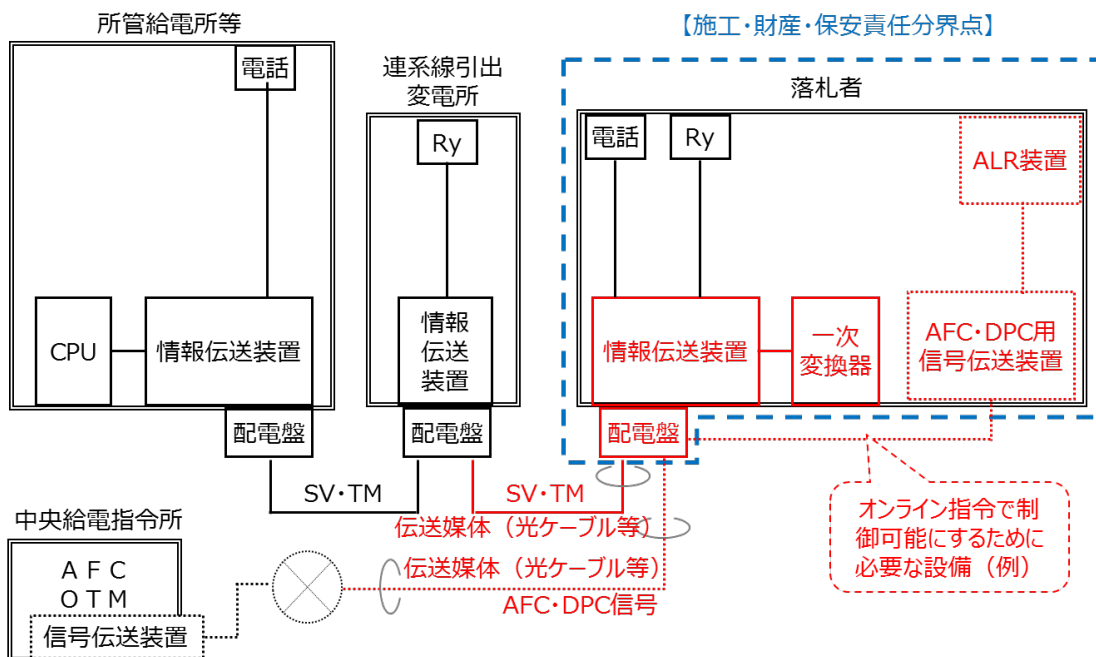 所管給電所等
電話
CPU
情報伝送装置
配電盤
連系線引出
変電所
Ry
情報
伝送
装置
配電盤
【施工・財産・保安責任分界点】
落札者
電話
Ry
ALR装置
情報伝送装置
一次
変換器
AFC・DPC用
信号伝送装置
配電盤
SV・TM
SV・TM
伝送媒体（光ケーブル等）
伝送媒体（光ケーブル等）
AFC・DPC信号
オンライン指令で制
御可能にするために
必要な設備（例）
中央給電指令所
ＡＦＣ
ＯＴＭ
信号伝送装置